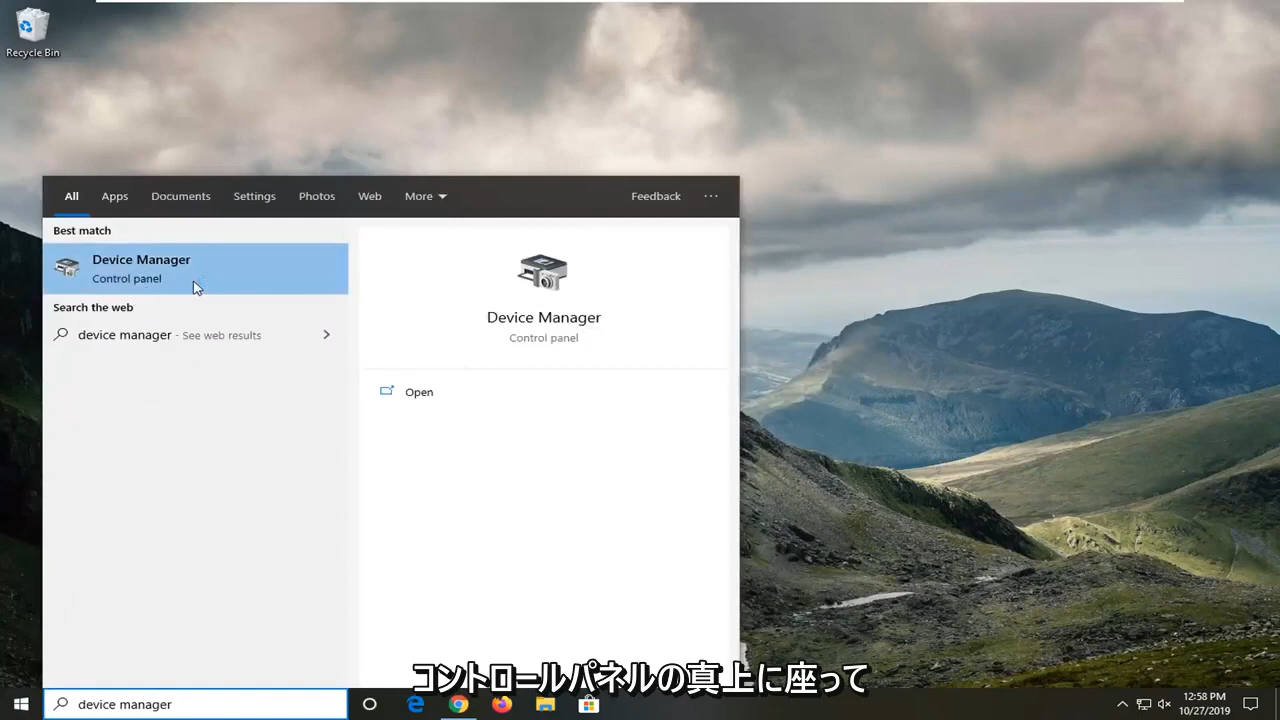 Recycle Bin
All Apps Documents Settings Photos Web More Feedback ...
Best match
Device Manager
Control panel
Search the web
device manager - See web results
Device Manager
Control panel
Open
コントロールパネルの真上に座って
device manager
12:58 PM
10/27/2019